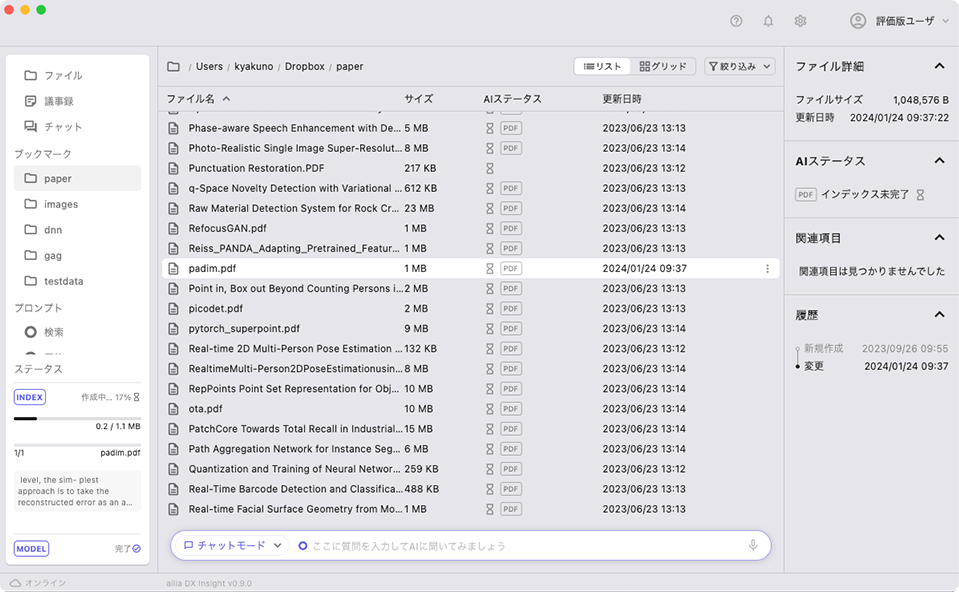 評価版ユーザ
ファイル
議事録
チャット
ブックマーク
paper
images
dnn
gag
testdata
プロンプト
検索
ステータス
INDEX 作成中... 17%
0.2 / 1.1 MB
1/1 padim.pdf
level, the sim- plest
approach is to take the
reconstructed error as an a...
MODEL 完了
オンライン
/ Users / kyakuno / Dropbox / paper
リスト グリッド 絞り込み
ファイル名 サイズ AIステータス 更新日時
Phase-aware Speech Enhancement with De... 5 MB PDF 2023/06/23 13:13
Photo-Realistic Single Image Super-Resolut... 8 MB PDF 2023/06/23 13:14
Punctuation Restoration.PDF 217 KB 2023/06/23 13:12
q-Space Novelty Detection with Variational ... 612 KB PDF 2023/06/23 13:13
Raw Material Detection System for Rock Cr... 23 MB PDF 2023/06/23 13:14
RefocusGAN.pdf 1 MB PDF 2023/06/23 13:13
Reiss_PANDA_Adapting_Pretrained_Featur... 1 MB PDF 2023/06/23 13:13
padim.pdf 1 MB PDF 2024/01/24 09:37
Point in, Box out Beyond Counting Persons i... 2 MB PDF 2023/06/23 13:13
picodet.pdf 2 MB PDF 2023/06/23 13:13
pytorch_superpoint.pdf 9 MB PDF 2023/06/23 13:14
Real-time 2D Multi-Person Pose Estimation ... 132 KB PDF 2023/06/23 13:12
RealtimeMulti-Person2DPoseEstimationusin... 8 MB PDF 2023/06/23 13:14
RepPoints Point Set Representation for Obj... 10 MB PDF 2023/06/23 13:14
ota.pdf 10 MB PDF 2023/06/23 13:14
PatchCore Towards Total Recall in Industrial... 15 MB PDF 2023/06/23 13:14
Path Aggregation Network for Instance Seg... 6 MB PDF 2023/06/23 13:14
Quantization and Training of Neural Networ... 259 KB PDF 2023/06/23 13:12
Real-Time Barcode Detection and Classifica... 488 KB PDF 2023/06/23 13:13
Real-time Facial Surface Geometry from Mo... 1 MB PDF 2023/06/23 13:13
チャットモード ここに質問を入力してAIに聞いてみましょう
ailia DX Insight v0.9.0
ファイル詳細
ファイルサイズ 1,048,576 B
更新日時 2024/01/24 09:37:22
AIステータス
PDF インデックス未完了
関連項目
関連項目は見つかりませんでした
履歴
新規作成 2023/09/26 09:55
変更 2024/01/24 09:37